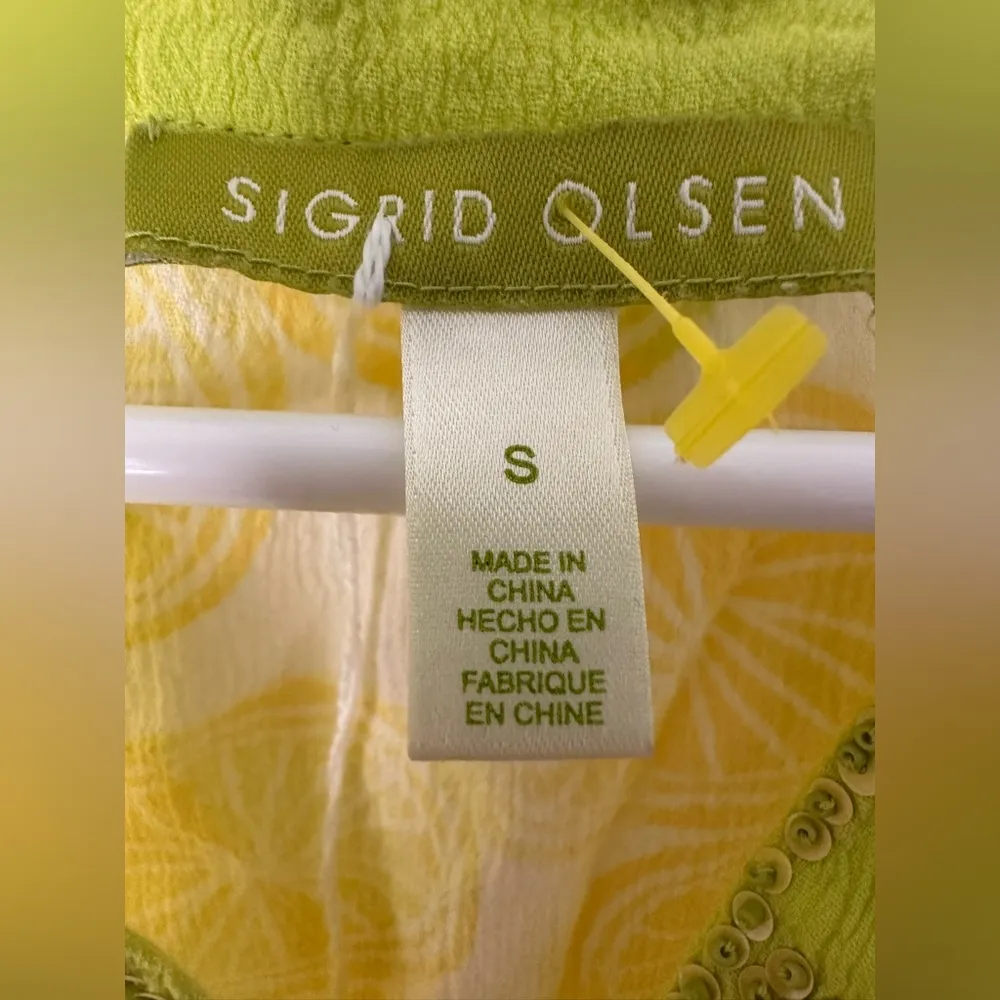 SIGRID OLSEN
S
MADE IN
CHINA
HECHO EN
CHINA
FABRIQUE
EN CHINE